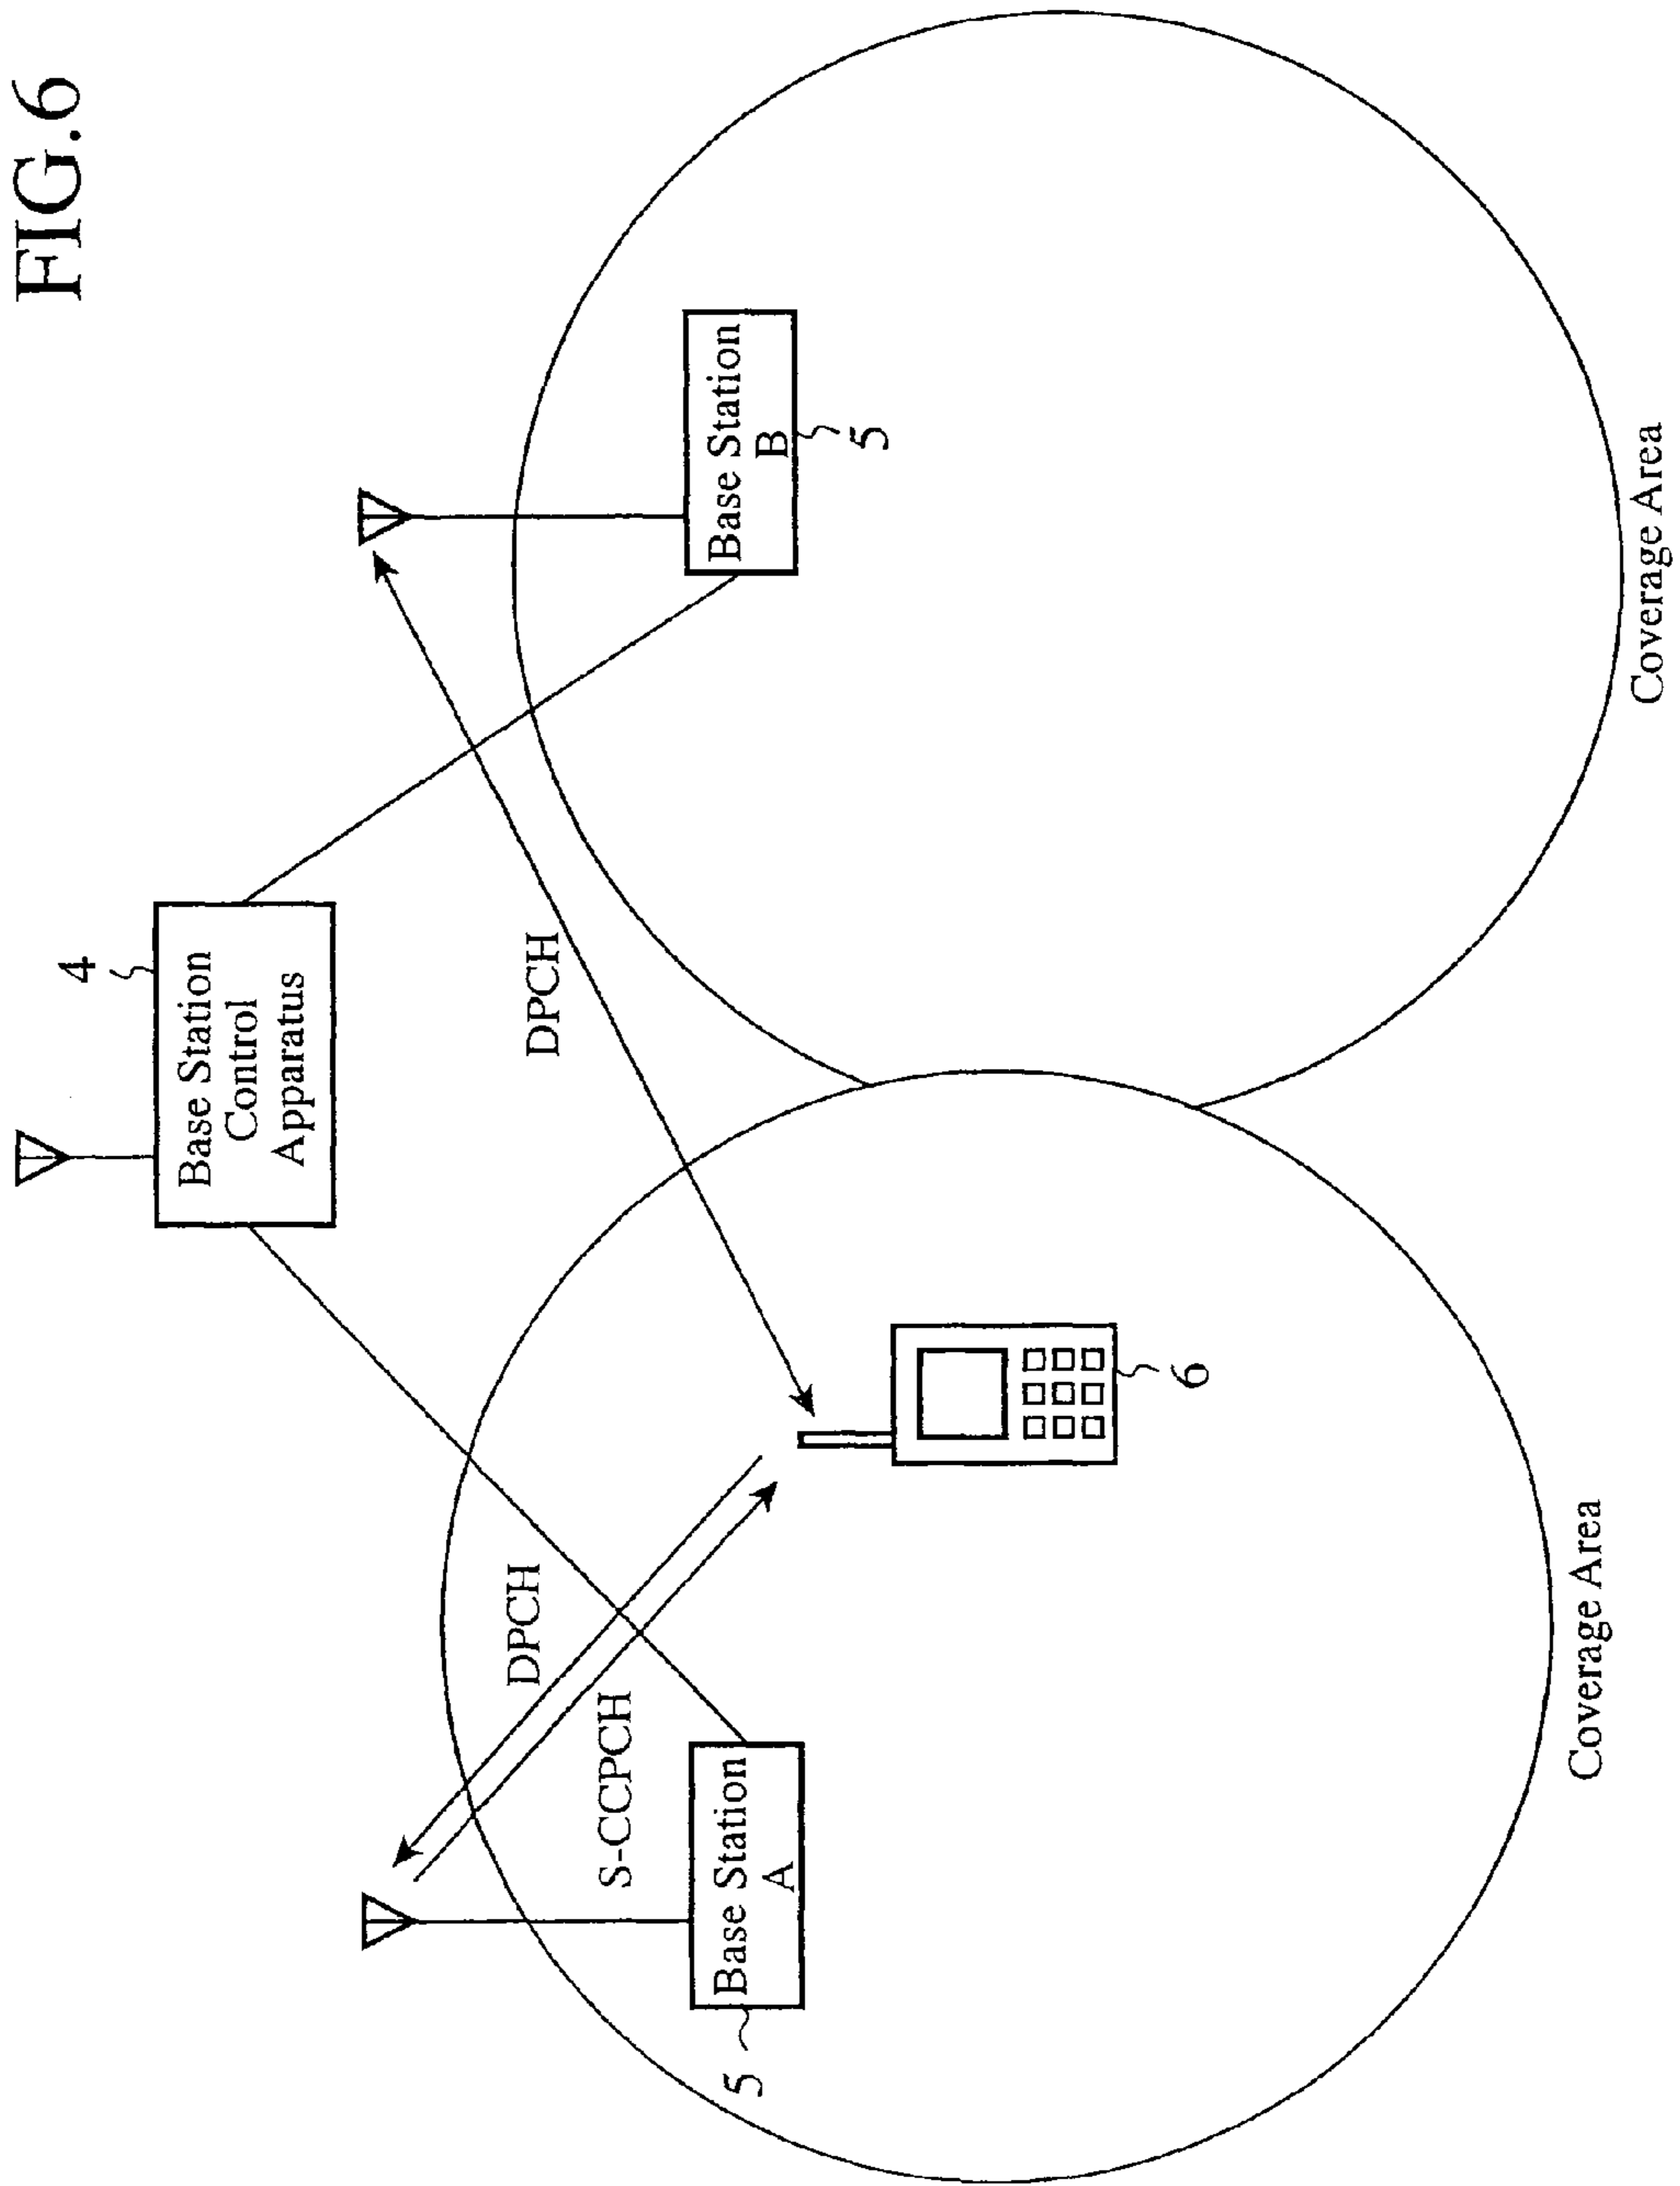 FIG.6
4
Base Station
Control
Apparatus
DPCH
DPCH
S-CCPCH
Base Station
A
5
Base Station
B
5
6
Coverage Area
Coverage Area